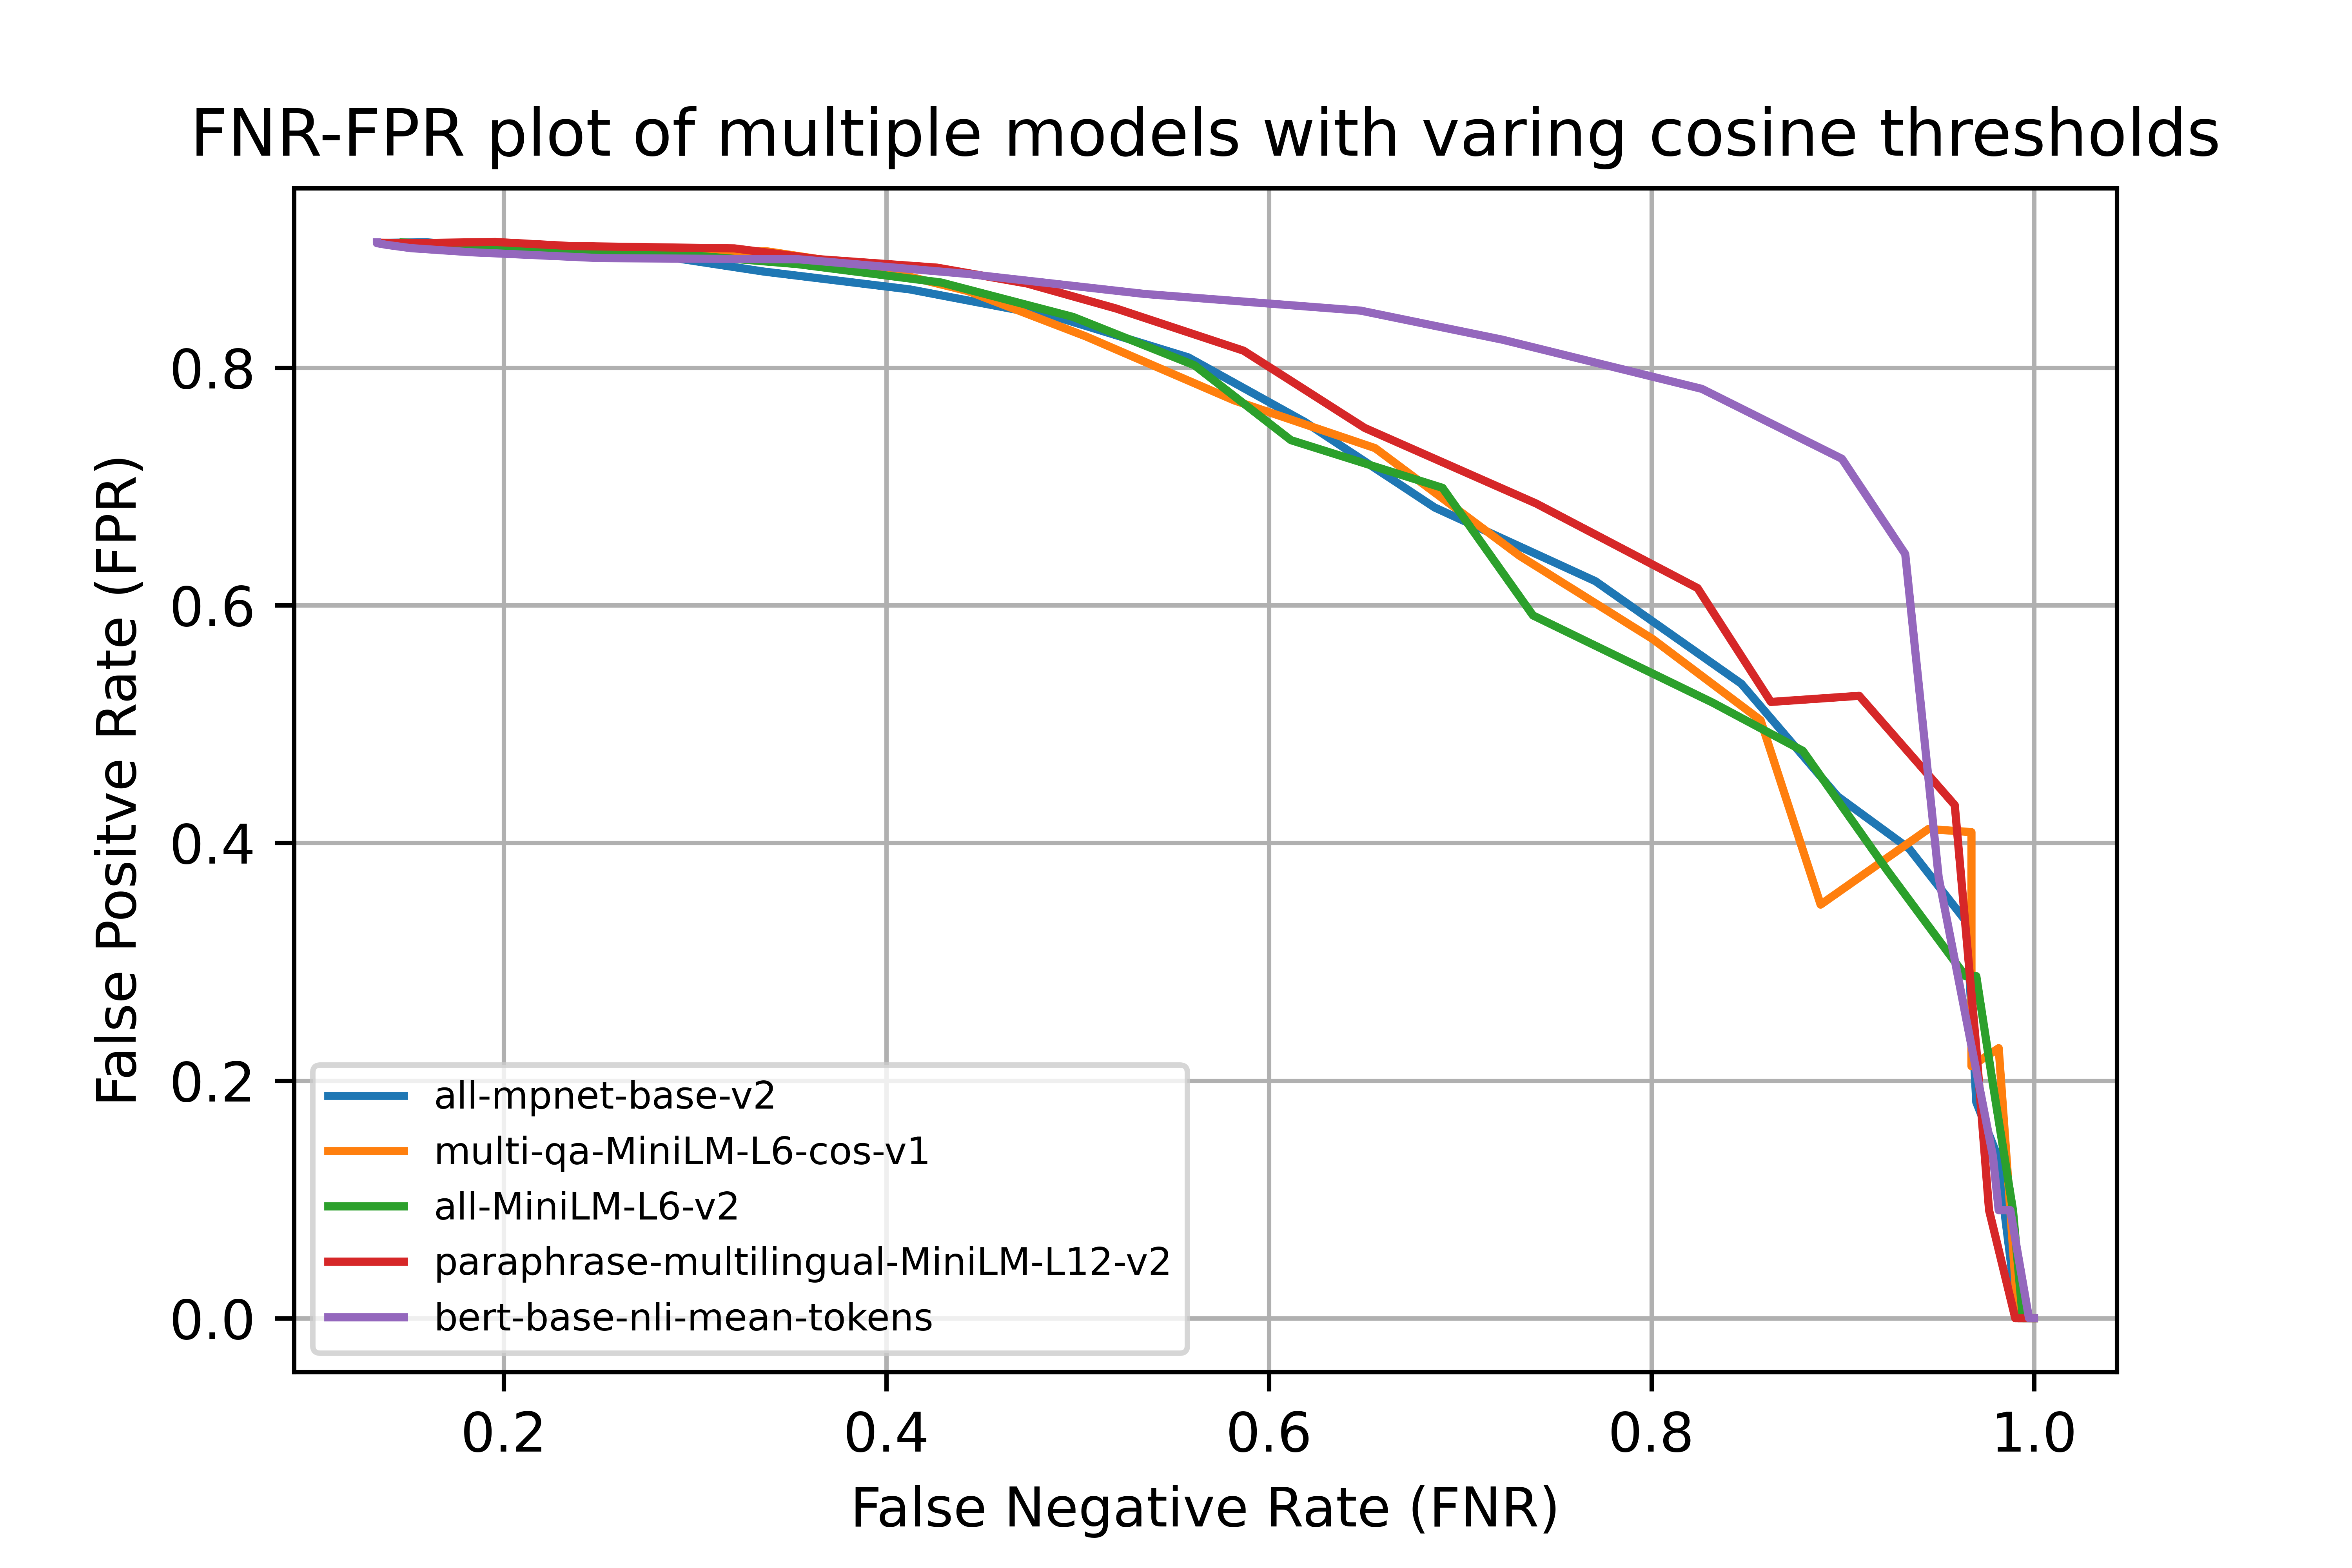 FNR-FPR plot of multiple models with varing cosine thresholds
False Positve Rate (FPR)
0.8
0.6
0.4
0.2
0.0
all-mpnet-base-v2
multi-qa-MiniLM-L6-cos-v1
all-MiniLM-L6-v2
paraphrase-multilingual-MiniLM-L12-v2
bert-base-nli-mean-tokens
0.2 0.4 0.6 0.8 1.0
False Negative Rate (FNR)